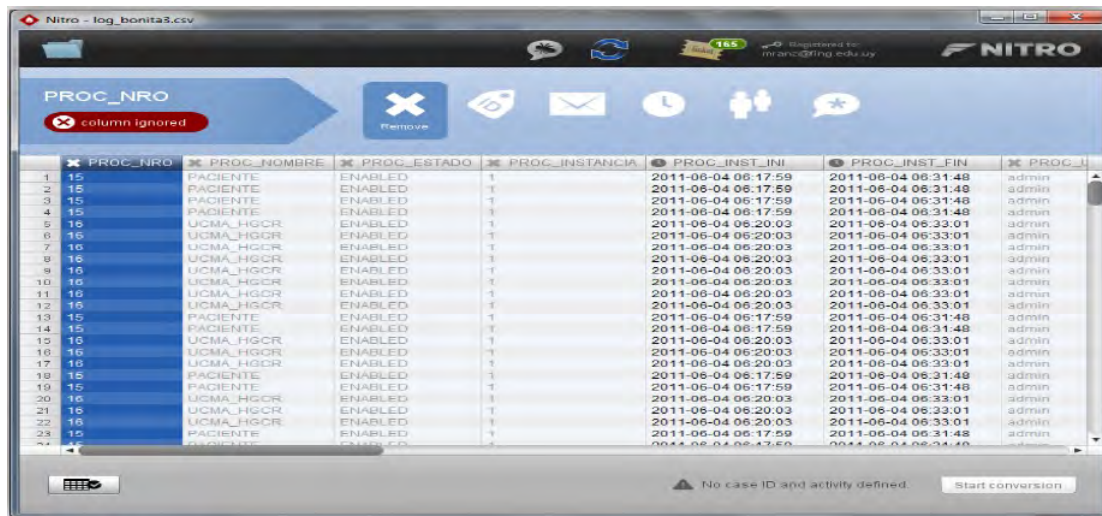 Nitro - log_bonita3.csv
165 Registered to:
mranc@fing.edu.uy
NITRO
PROC_NRO
column ignored
Remove
PROC_NRO PROC_NOMBRE PROC_ESTADO PROC_INSTANCIA PROC_INST_INI PROC_INST_FIN PROC_U
1 15 PACIENTE ENABLED 1 2011-06-04 06:17:59 2011-06-04 06:31:48 admin
2 15 PACIENTE ENABLED 1 2011-06-04 06:17:59 2011-06-04 06:31:48 admin
3 15 PACIENTE ENABLED 1 2011-06-04 06:17:59 2011-06-04 06:31:48 admin
4 15 PACIENTE ENABLED 1 2011-06-04 06:17:59 2011-06-04 06:31:48 admin
5 16 UCMA_HGCR ENABLED 1 2011-06-04 06:20:03 2011-06-04 06:33:01 admin
6 16 UCMA_HGCR ENABLED 1 2011-06-04 06:20:03 2011-06-04 06:33:01 admin
7 16 UCMA_HGCR ENABLED 1 2011-06-04 06:20:03 2011-06-04 06:33:01 admin
8 16 UCMA_HGCR ENABLED 1 2011-06-04 06:20:03 2011-06-04 06:33:01 admin
9 16 UCMA_HGCR ENABLED 1 2011-06-04 06:20:03 2011-06-04 06:33:01 admin
10 16 UCMA_HGCR ENABLED 1 2011-06-04 06:20:03 2011-06-04 06:33:01 admin
11 16 UCMA_HGCR ENABLED 1 2011-06-04 06:20:03 2011-06-04 06:33:01 admin
12 16 UCMA_HGCR ENABLED 1 2011-06-04 06:20:03 2011-06-04 06:33:01 admin
13 15 PACIENTE ENABLED 1 2011-06-04 06:17:59 2011-06-04 06:31:48 admin
14 15 PACIENTE ENABLED 1 2011-06-04 06:17:59 2011-06-04 06:31:48 admin
15 16 UCMA_HGCR ENABLED 1 2011-06-04 06:20:03 2011-06-04 06:33:01 admin
16 16 UCMA_HGCR ENABLED 1 2011-06-04 06:20:03 2011-06-04 06:33:01 admin
17 16 UCMA_HGCR ENABLED 1 2011-06-04 06:20:03 2011-06-04 06:33:01 admin
18 15 PACIENTE ENABLED 1 2011-06-04 06:17:59 2011-06-04 06:31:48 admin
19 15 PACIENTE ENABLED 1 2011-06-04 06:17:59 2011-06-04 06:31:48 admin
20 16 UCMA_HGCR ENABLED 1 2011-06-04 06:20:03 2011-06-04 06:33:01 admin
21 16 UCMA_HGCR ENABLED 1 2011-06-04 06:20:03 2011-06-04 06:33:01 admin
22 16 UCMA_HGCR ENABLED 1 2011-06-04 06:20:03 2011-06-04 06:33:01 admin
23 15 PACIENTE ENABLED 1 2011-06-04 06:17:59 2011-06-04 06:31:48 admin
No case ID and activity defined.
Start conversion